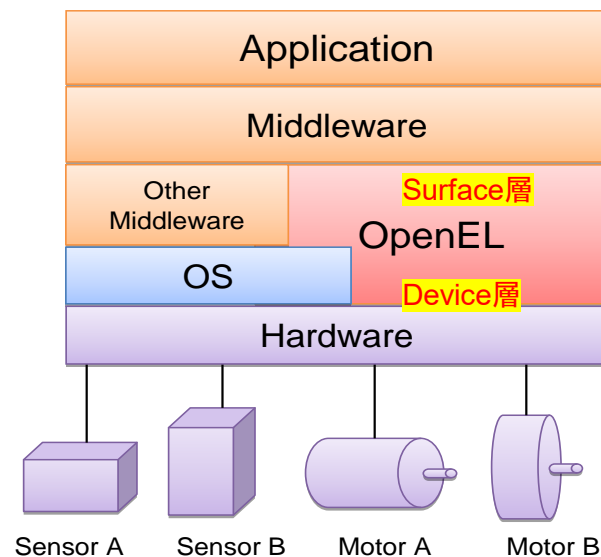 Application
Middleware
Other
Middleware
Surface層
OpenEL
OS
Device層
Hardware
Sensor A
Sensor B
Motor A
Motor B